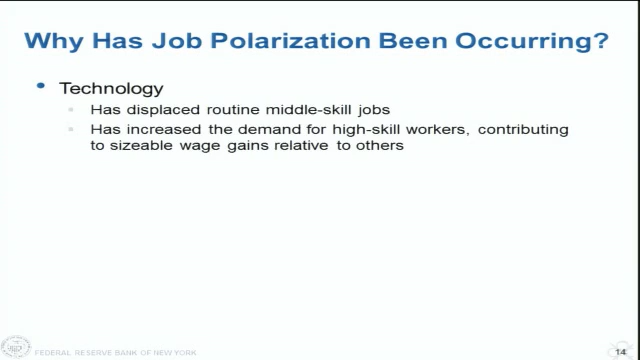 Why Has Job Polarization Been Occurring?
Technology
Has displaced routine middle-skill jobs
Has increased the demand for high-skill workers, contributing
to sizeable wage gains relative to others
FEDERAL RESERVE BANK OF NEW YORK
14